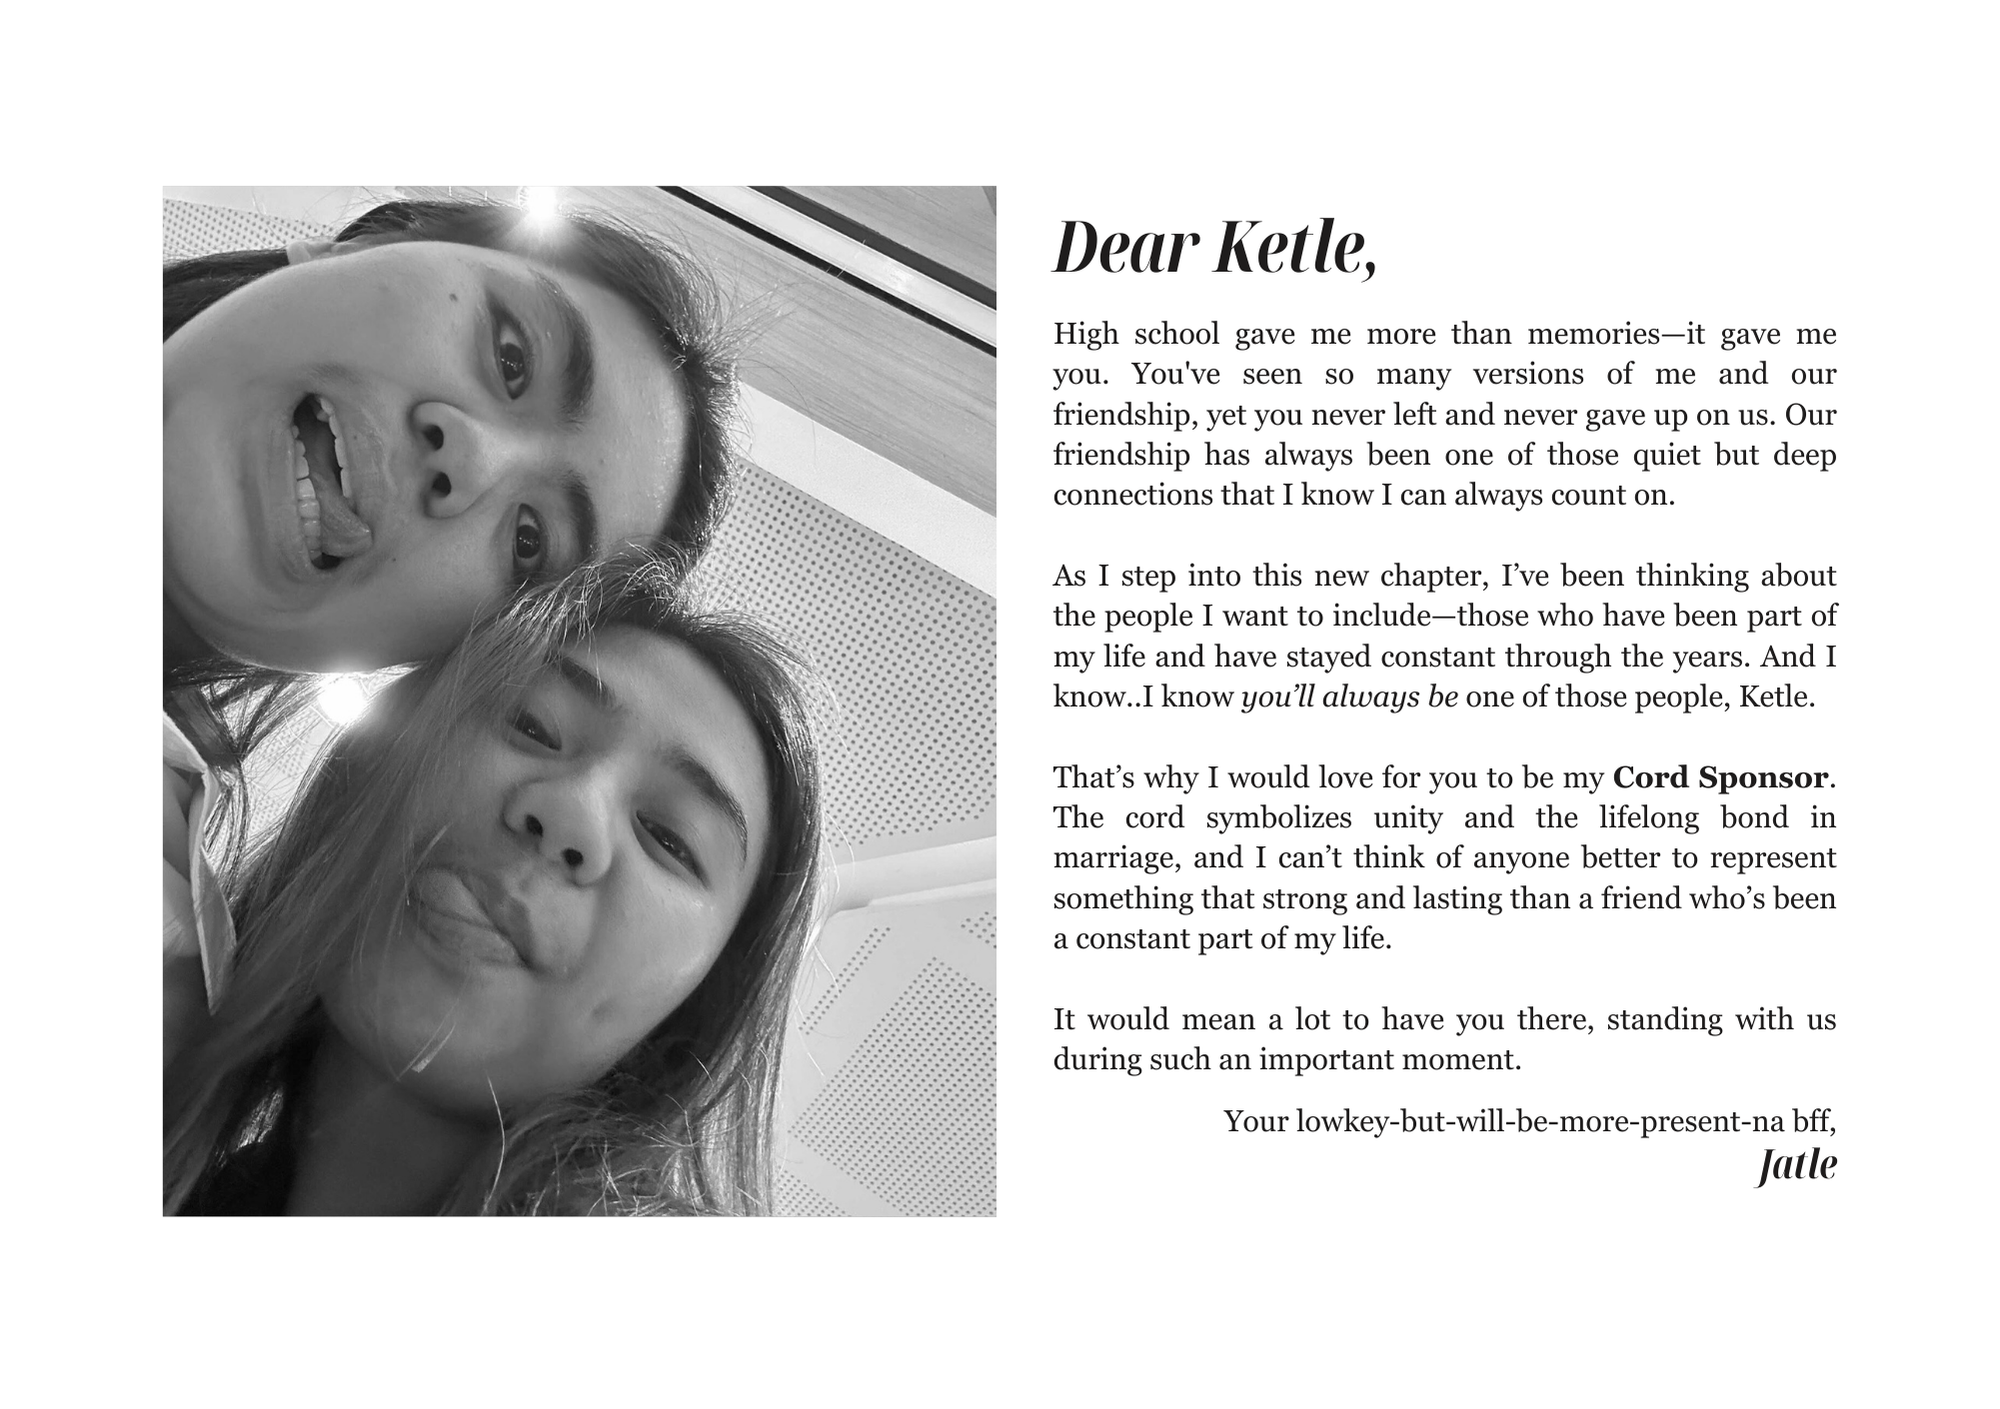 Dear Ketle,
High school gave me more than memories—it gave me
you. You've seen so many versions of me and our
friendship, yet you never left and never gave up on us. Our
friendship has always been one of those quiet but deep
connections that I know I can always count on.
As I step into this new chapter, I’ve been thinking about
the people I want to include—those who have been part of
my life and have stayed constant through the years. And I
know..I know you’ll always be one of those people, Ketle.
That’s why I would love for you to be my Cord Sponsor.
The cord symbolizes unity and the lifelong bond in
marriage, and I can’t think of anyone better to represent
something that strong and lasting than a friend who’s been
a constant part of my life.
It would mean a lot to have you there, standing with us
during such an important moment.
Your lowkey-but-will-be-more-present-na bff,
Jatle